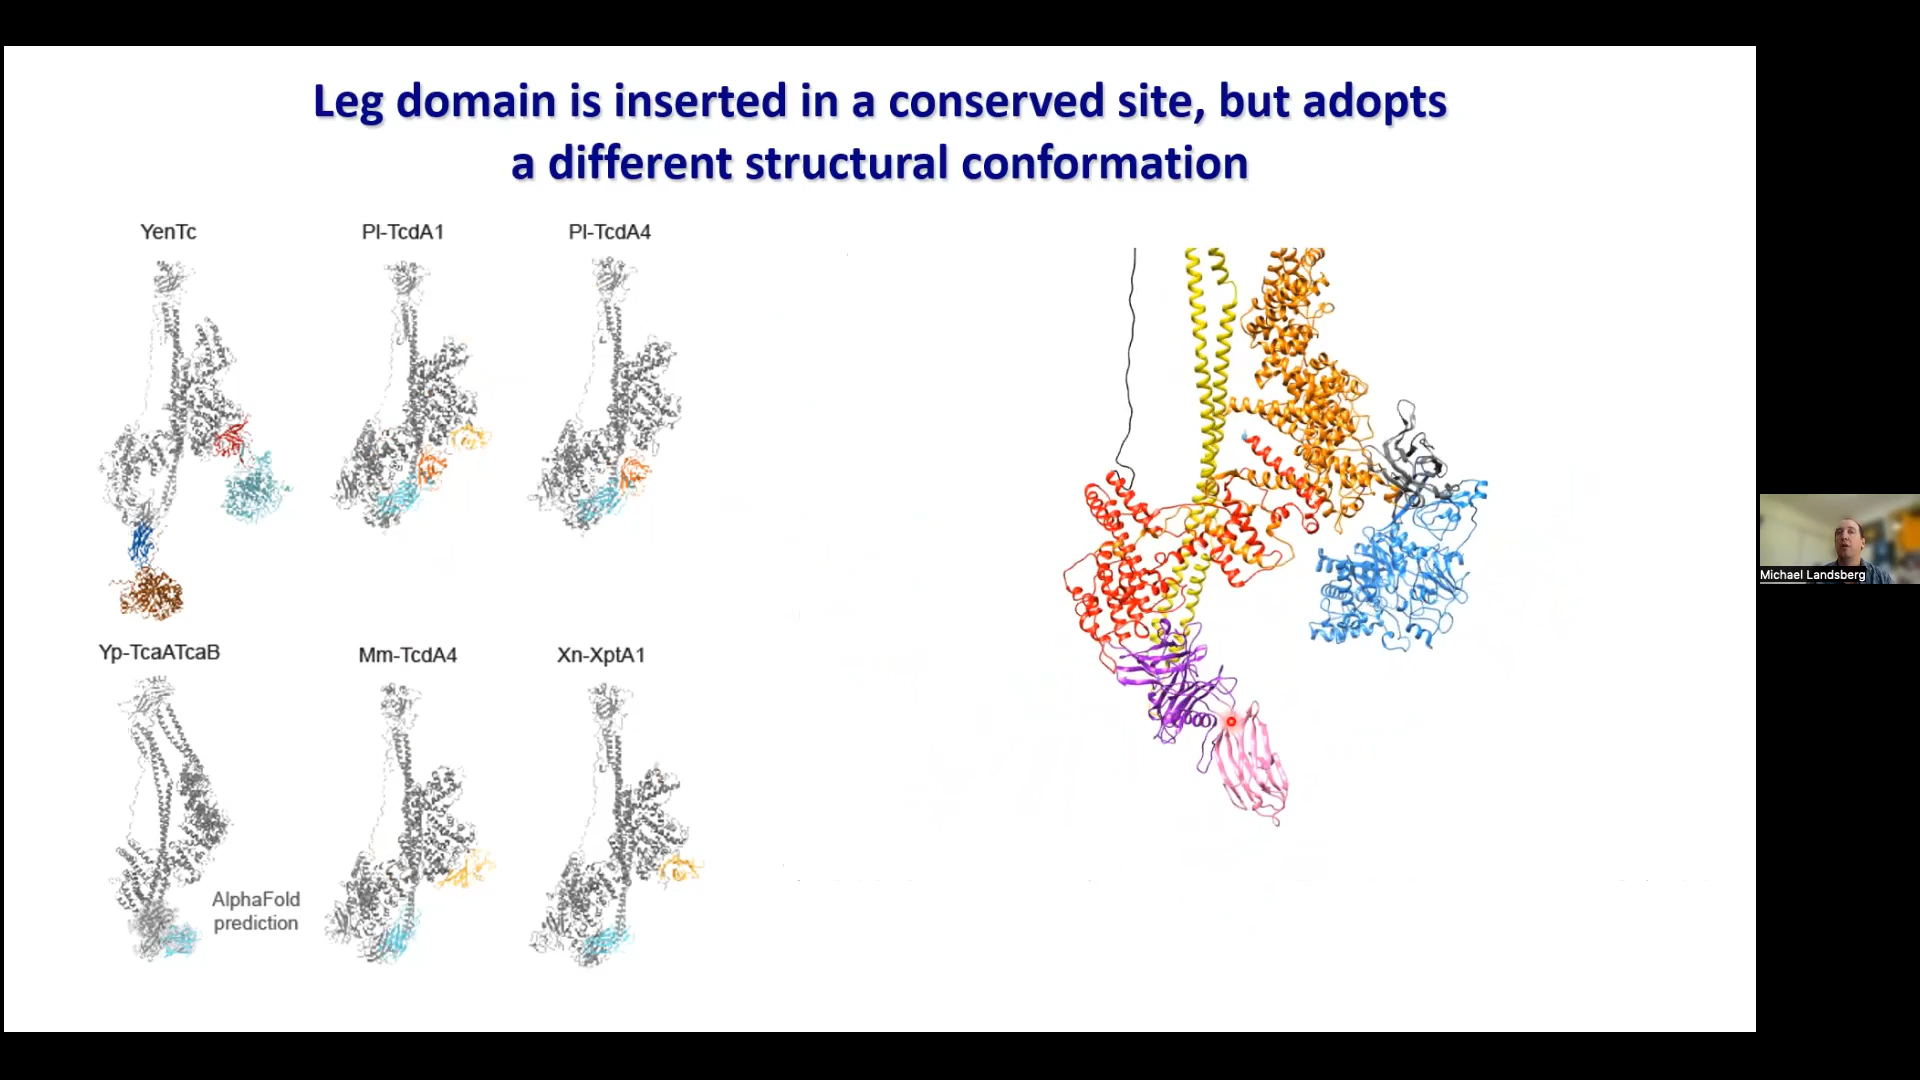 Leg domain is inserted in a conserved site, but adopts
a different structural conformation
YenTc
Pl-TcdA1
Pl-TcdA4
Yp-TcaATcaB
Mm-TcdA4
Xn-XptA1
AlphaFold
prediction
Michael Landsberg